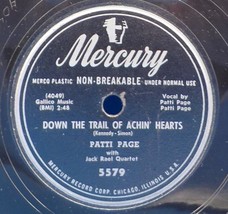 Mercury
MERCO PLASTIC NON-BREAKABLE UNDER NORMAL USE
(4049)
Gallico Music
(BMI) 2:48
Vocal by
Patti Page
Patti Page
DOWN THE TRAIL OF ACHIN' HEARTS
(Kennedy-Simon)
PATTI PAGE
with
Jack Rael Quartet
5579
MERCURY RECORD CORP. CHICAGO, ILLINOIS U.S.A.